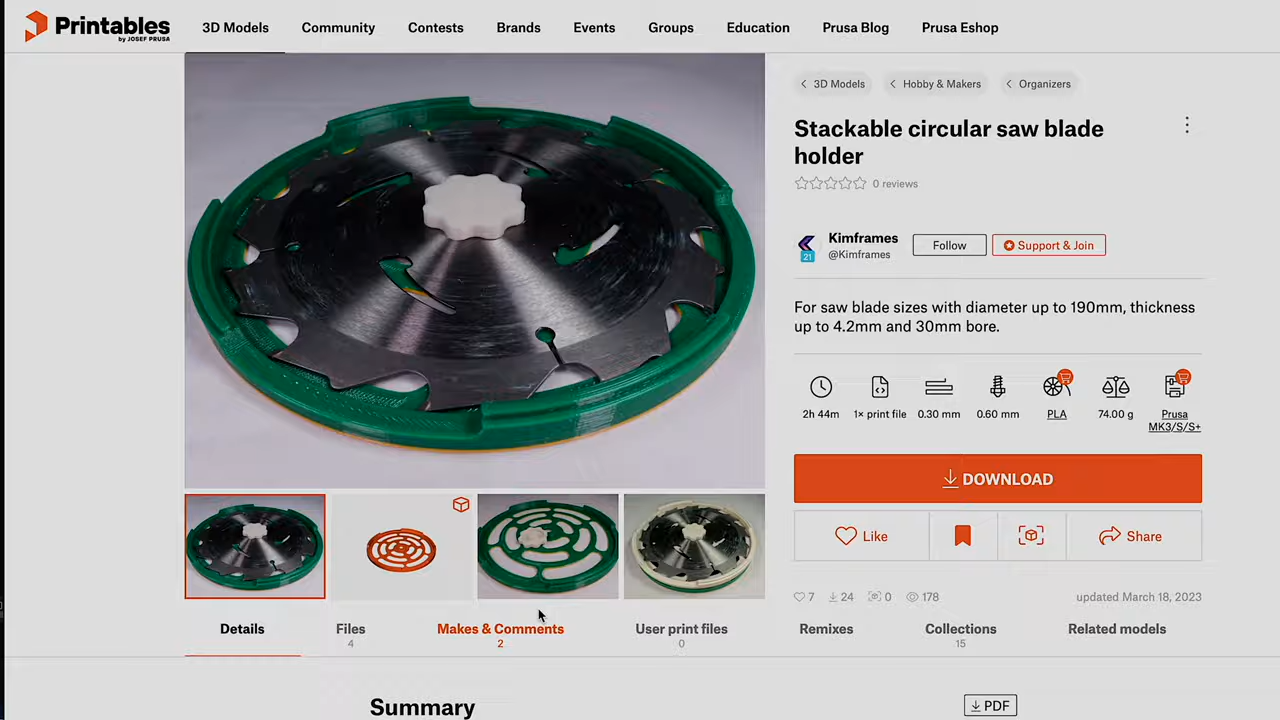 Printables
by JOSEF PRUSA
3D Models
Community
Contests
Brands
Events
Groups
Education
Prusa Blog
Prusa Eshop
3D Models
Hobby & Makers
Organizers
Stackable circular saw blade
holder
0 reviews
Kimframes
@Kimframes
21
Follow
Support & Join
For saw blade sizes with diameter up to 190mm, thickness
up to 4.2mm and 30mm bore.
2h 44m
1× print file
0.30 mm
0.60 mm
PLA
74.00 g
Prusa
MK3/S/S+
DOWNLOAD
Like
Share
7
24
0
178
updated March 18, 2023
Details
Files
4
Makes & Comments
2
User print files
0
Remixes
Collections
15
Related models
Summary
PDF